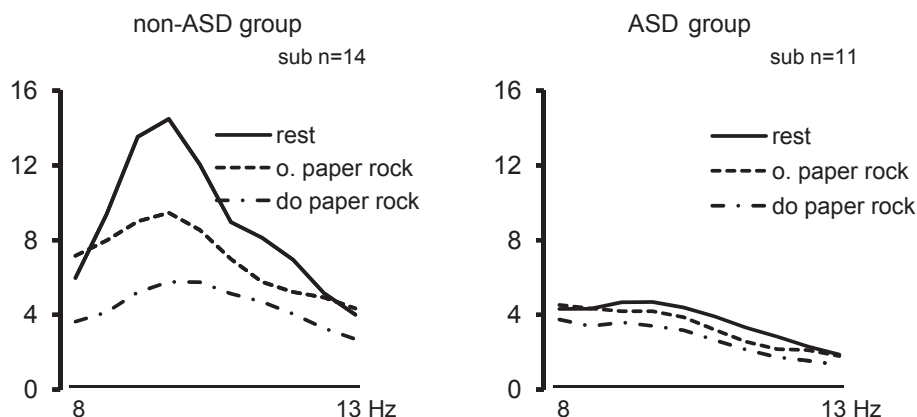 non-ASD group
sub n=14
16
12
8
4
0
rest
o. paper rock
do paper rock
8
13 Hz
ASD group
sub n=11
16
12
8
4
0
rest
o. paper rock
do paper rock
8
13 Hz